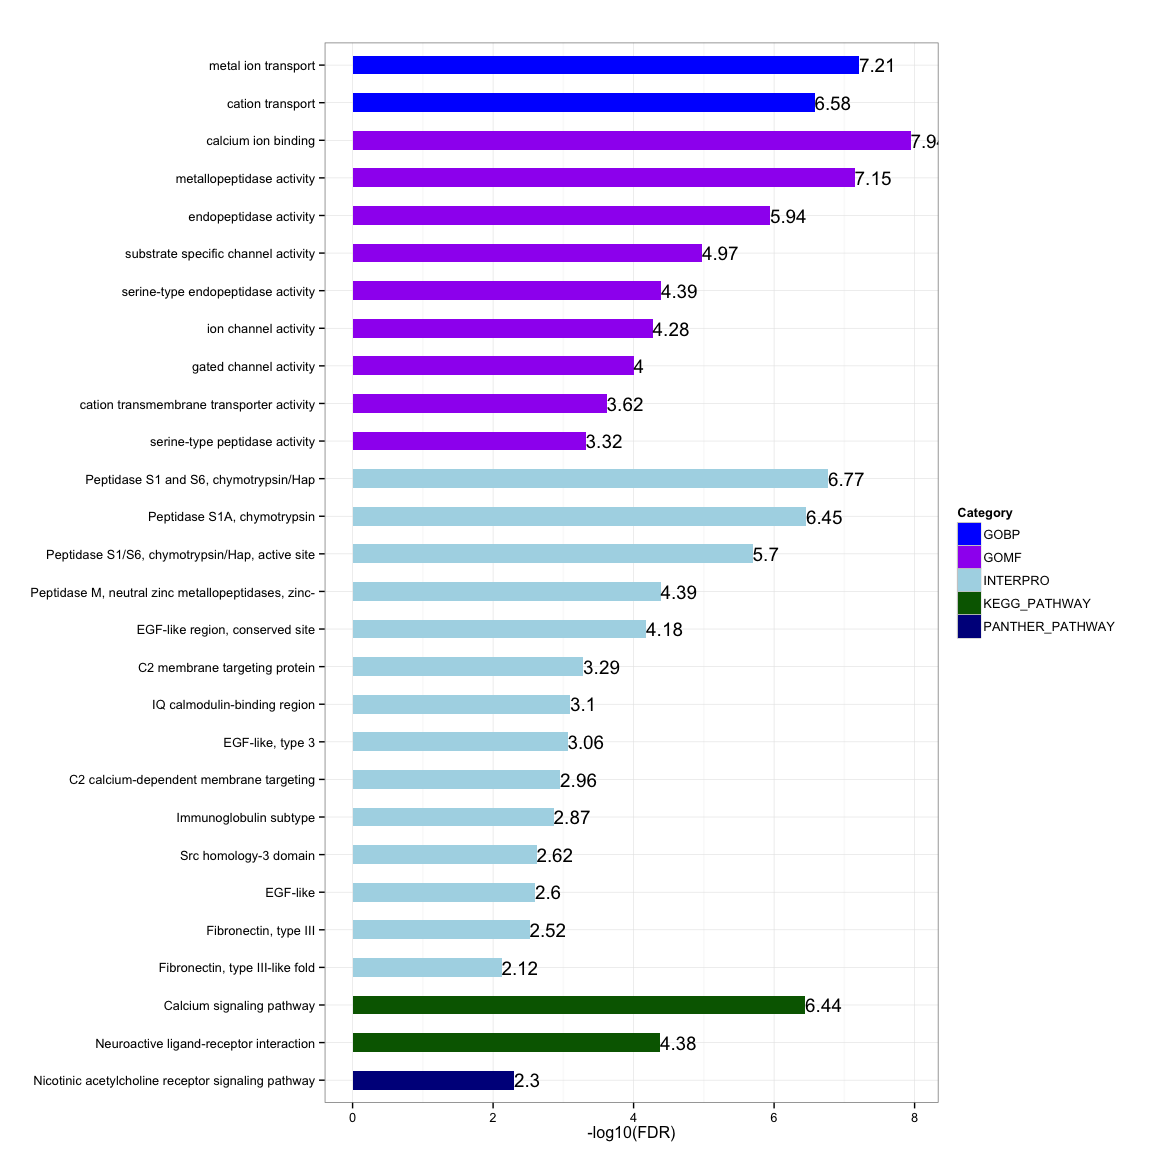 metal ion transport 7.21
cation transport 6.58
calcium ion binding 7.94
metallopeptidase activity 7.15
endopeptidase activity 5.94
substrate specific channel activity 4.97
serine-type endopeptidase activity 4.39
ion channel activity 4.28
gated channel activity 4
cation transmembrane transporter activity 3.62
serine-type peptidase activity 3.32
Peptidase S1 and S6, chymotrypsin/Hap 6.77
Peptidase S1A, chymotrypsin 6.45
Peptidase S1/S6, chymotrypsin/Hap, active site 5.7
Peptidase M, neutral zinc metallopeptidases, zinc- 4.39
EGF-like region, conserved site 4.18
C2 membrane targeting protein 3.29
IQ calmodulin-binding region 3.1
EGF-like, type 3 3.06
C2 calcium-dependent membrane targeting 2.96
Immunoglobulin subtype 2.87
Src homology-3 domain 2.62
EGF-like 2.6
Fibronectin, type III 2.52
Fibronectin, type III-like fold 2.12
Calcium signaling pathway 6.44
Neuroactive ligand-receptor interaction 4.38
Nicotinic acetylcholine receptor signaling pathway 2.3
0 2 4 6 8
-log10(FDR)
Category
GOBP
GOMF
INTERPRO
KEGG_PATHWAY
PANTHER_PATHWAY